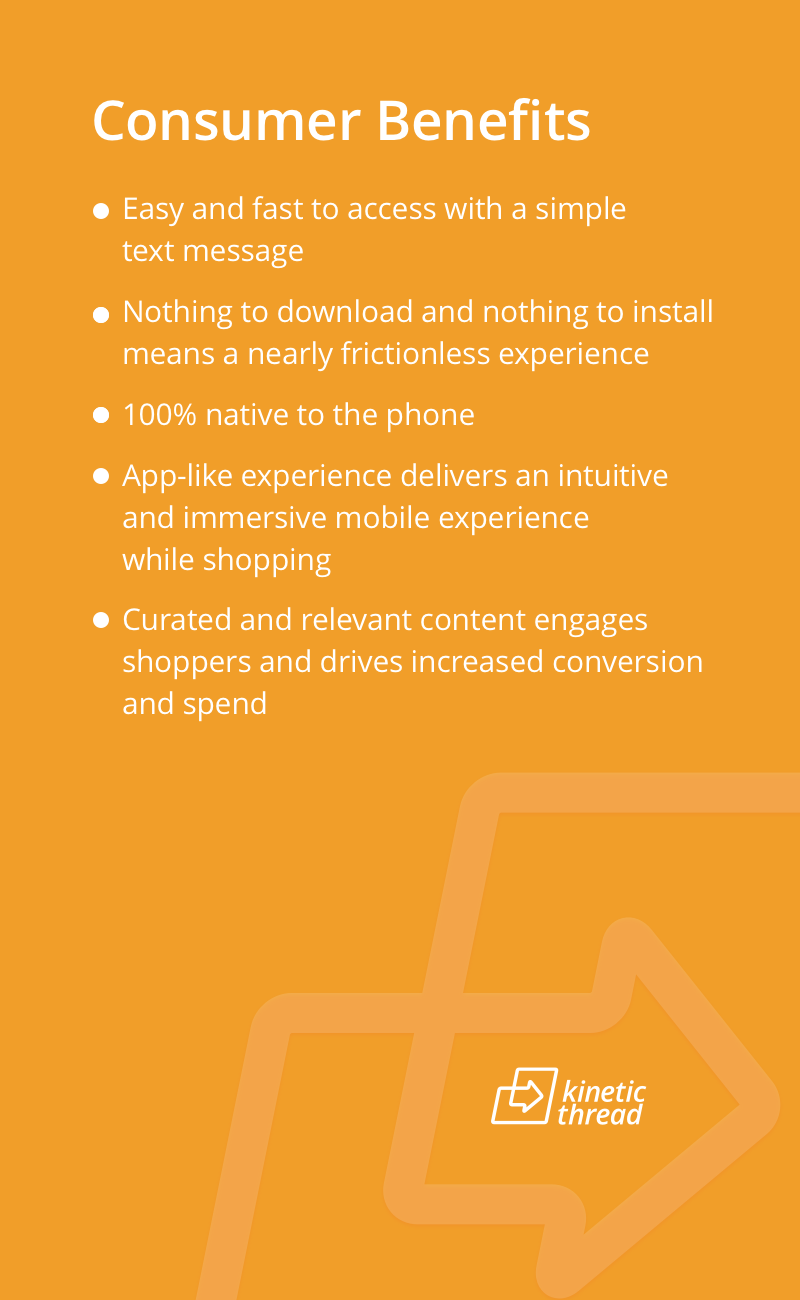 Consumer Benefits
● Easy and fast to access with a simple
text message
● Nothing to download and nothing to install
means a nearly frictionless experience
● 100% native to the phone
● App-like experience delivers an intuitive
and immersive mobile experience
while shopping
● Curated and relevant content engages
shoppers and drives increased conversion
and spend
kinetic
thread